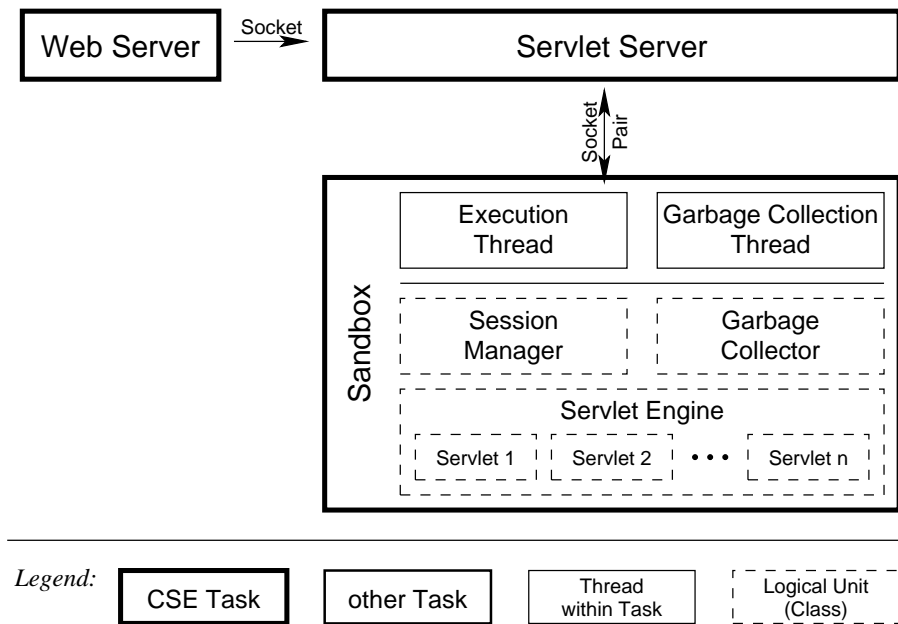 Web Server
Socket
Servlet Server
Socket
Pair
Sandbox
Execution
Thread
Garbage Collection
Thread
Session
Manager
Garbage
Collector
Servlet Engine
Servlet 1
Servlet 2
• • •
Servlet n
Legend:
CSE Task
other Task
Thread
within Task
Logical Unit
(Class)